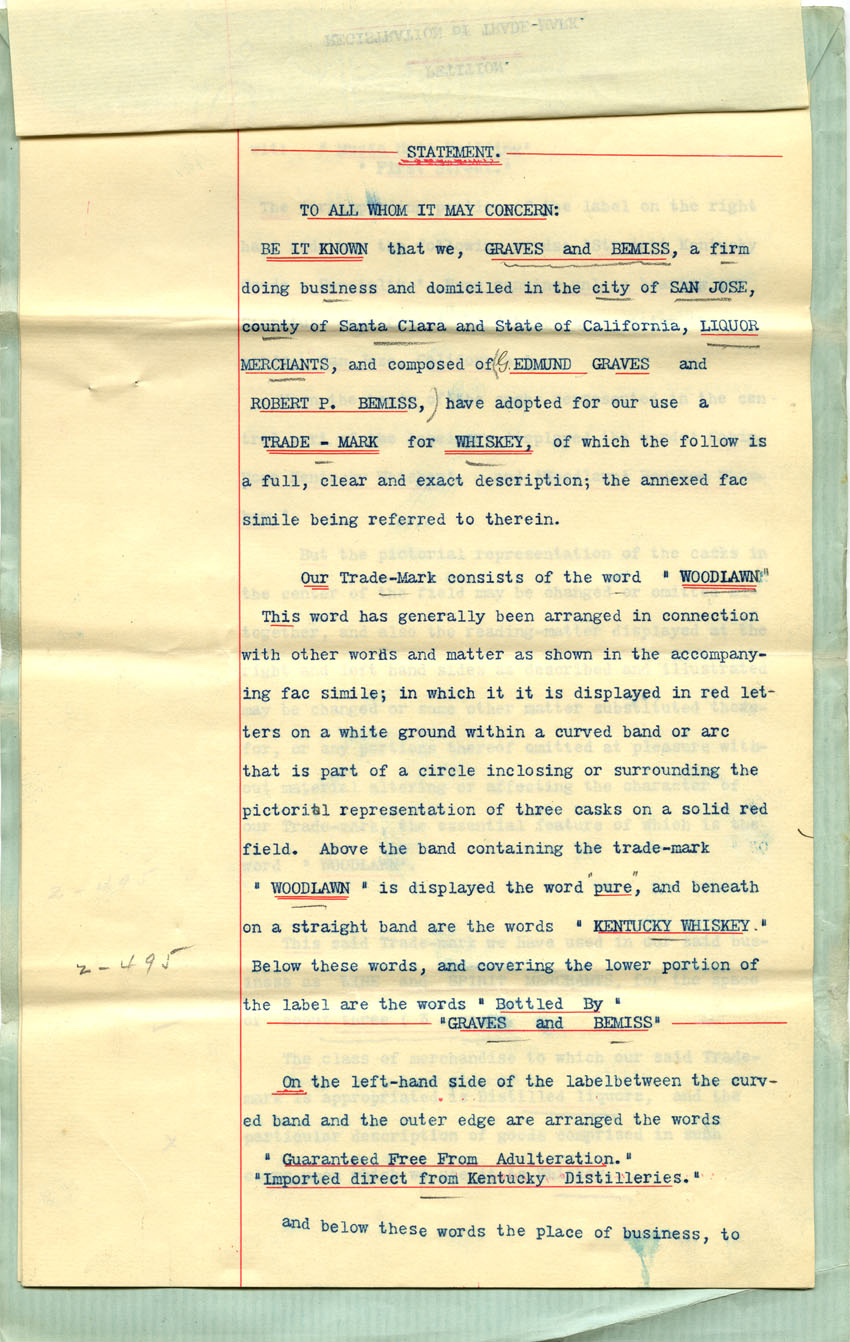 REGISTRATION of TRADE-MARK.
PETITION.
STATEMENT.
TO ALL WHOM IT MAY CONCERN:
BE IT KNOWN that we, GRAVES and BEMISS, a firm
doing business and domiciled in the city of SAN JOSE,
county of Santa Clara and State of California, LIQUOR
MERCHANTS, and composed of (G. EDMUND GRAVES and
ROBERT P. BEMISS,) have adopted for our use a
TRADE - MARK for WHISKEY, of which the follow is
a full, clear and exact description; the annexed fac
simile being referred to therein.
Our Trade-Mark consists of the word " WOODLAWN"
This word has generally been arranged in connection
with other words and matter as shown in the accompany-
ing fac simile; in which it it is displayed in red let-
ters on a white ground within a curved band or arc
that is part of a circle inclosing or surrounding the
pictorial representation of three casks on a solid red
field. Above the band containing the trade-mark
" WOODLAWN " is displayed the word "pure", and beneath
on a straight band are the words " KENTUCKY WHISKEY."
2-495
Below these words, and covering the lower portion of
the label are the words " Bottled By "
"GRAVES and BEMISS"
On the left-hand side of the labelbetween the curv-
ed band and the outer edge are arranged the words
" Guaranteed Free From Adulteration."
"Imported direct from Kentucky Distilleries."
and below these words the place of business, to